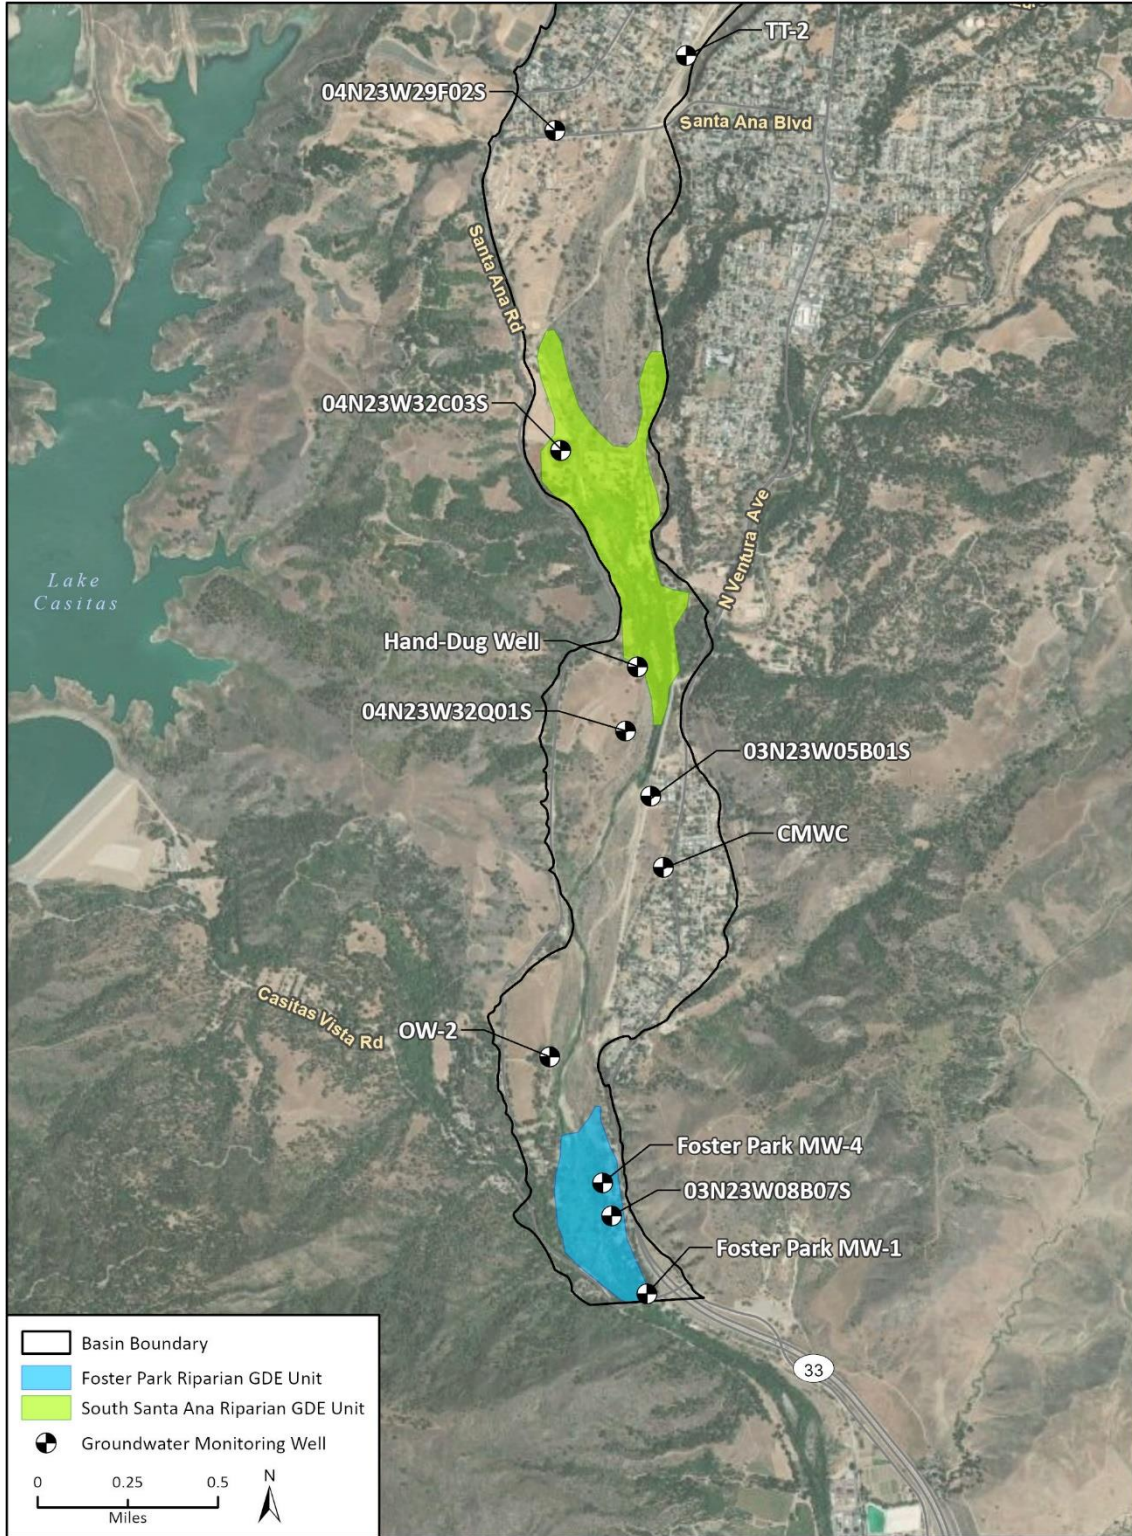 TT-2
04N23W29F02S
Santa Ana Blvd
Santa Ana Rd
04N23W32C03S
N Ventura Ave
Lake
Casitas
Hand-Dug Well
04N23W32Q01S
03N23W05B01S
CMWC
Casitas Vista Rd
OW-2
Foster Park MW-4
03N23W08B07S
Foster Park MW-1
33
Basin Boundary
Foster Park Riparian GDE Unit
South Santa Ana Riparian GDE Unit
Groundwater Monitoring Well
0 0.25 0.5
Miles
N